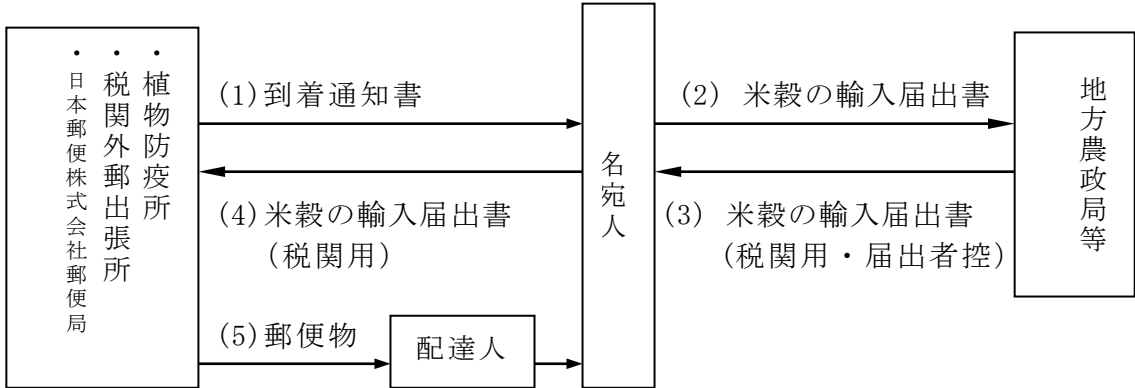 ・植物防疫所
・税関外郵出張所
・日本郵便株式会社郵便局
(1)到着通知書
(4)米穀の輸入届出書
(税関用)
(5)郵便物
配達人
名宛人
(2) 米穀の輸入届出書
(3) 米穀の輸入届出書
(税関用・届出者控)
地方農政局等